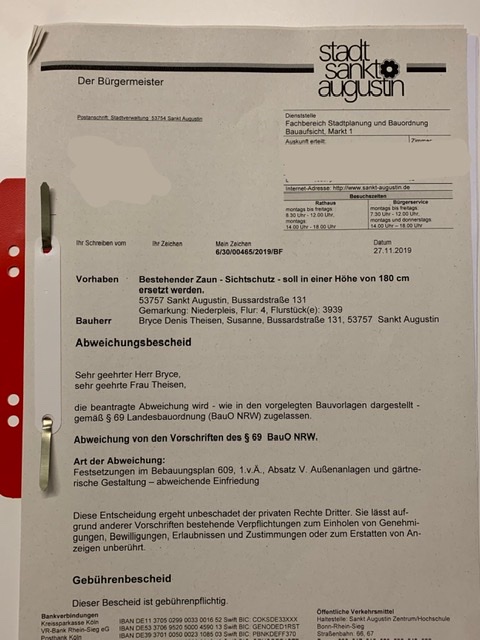 stadt
sankt
augustin
Der Bürgermeister
Postanschrift: Stadtverwaltung 53754 Sankt Augustin
Dienststelle
Fachbereich Stadtplanung und Bauordnung
Bauaufsicht, Markt 1
Auskunft erteilt: Zimmer
Internet-Adresse: http://www.sankt-augustin.de
Besuchszeiten
Rathaus Bürgerservice
montags bis freitags: montags bis freitags:
8.30 Uhr - 12.00 Uhr, 7.30 Uhr - 12.00 Uhr,
montags: montags und donnerstags:
14.00 Uhr - 18.00 Uhr 14.00 Uhr – 18.00 Uhr
Ihr Schreiben vom Ihr Zeichen Mein Zeichen Datum
6/30/00465/2019/BF 27.11.2019
Vorhaben Bestehender Zaun - Sichtschutz - soll in einer Höhe von 180 cm
ersetzt werden.
53757 Sankt Augustin, Bussardstraße 131
Gemarkung: Niederpleis, Flur: 4, Flurstück(e): 3939
Bauherr Bryce Denis Theisen, Susanne, Bussardstraße 131, 53757 Sankt Augustin
Abweichungsbescheid
Sehr geehrter Herr Bryce,
sehr geehrte Frau Theisen,
die beantragte Abweichung wird - wie in den vorgelegten Bauvorlagen dargestellt -
gemäß § 69 Landesbauordnung (BauO NRW) zugelassen.
Abweichung von den Vorschriften des § 69 BauO NRW.
Art der Abweichung:
Festsetzungen im Bebauungsplan 609, 1.v.Ä., Absatz V. Außenanlagen und gärtne-
rische Gestaltung – abweichende Einfriedung
Diese Entscheidung ergeht unbeschadet der privaten Rechte Dritter. Sie lässt auf-
grund anderer Vorschriften bestehende Verpflichtungen zum Einholen von Genehmi-
gungen, Bewilligungen, Erlaubnissen und Zustimmungen oder zum Erstatten von An-
zeigen unberührt.
Gebührenbescheid
Dieser Bescheid ist gebührenpflichtig.
Bankverbindungen Öffentliche Verkehrsmittel
Kreissparkasse Köln IBAN DE11 3705 0299 0033 0016 52 Swift BIC: COKSDE33XXX Haltestelle: Sankt Augustin Zentrum/Hochschule
VR-Bank Rhein-Sieg eG IBAN DE53 3706 9520 5000 4590 13 Swift BIC: GENODED1RST Bonn-Rhein-Sieg
Postbank Köln IBAN DE39 3701 0050 0023 1085 03 Swift BIC: PBNKDEFF370 Straßenbahn: 66, 67